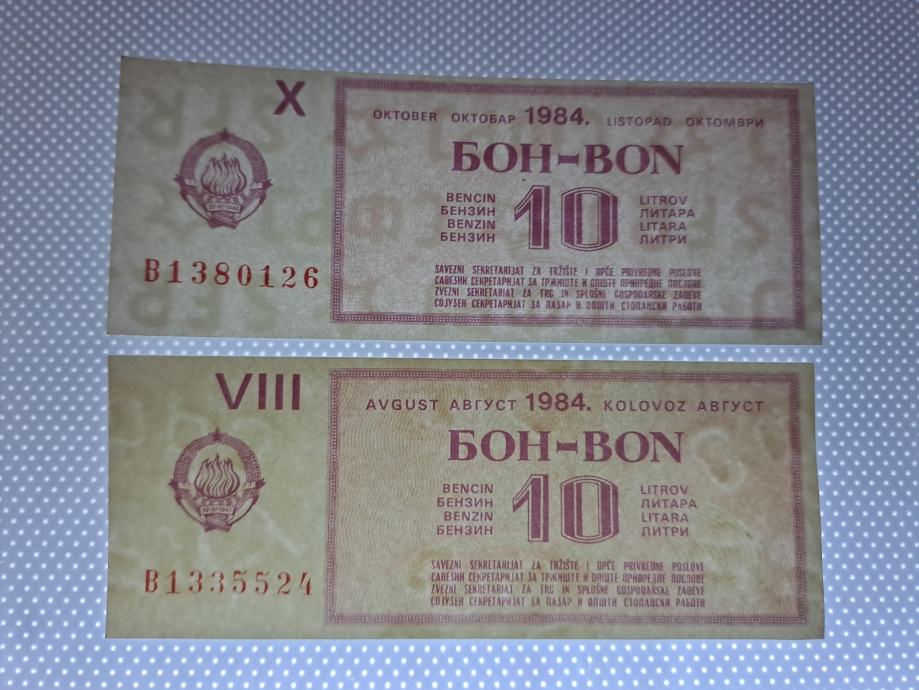 X
OKTOBER ОКТОБАР 1984. LISTOPAD ОКТОМВРИ
БОН-BON
BENCIN 10 LITROV
БЕНЗИН ЛИТАРА
BENZIN LITARA
БЕНЗИН ЛИТРИ
B1380126
SAVEZNI SEKRETARIJAT ZA TRŽIŠTE I OPĆE PRIVREDNE POSLOVE
САВЕЗНИ СЕКРЕТАРИЈАТ ЗА ТРЖИШТЕ И ОПШТЕ ПРИВРЕДНЕ ПОСЛОВЕ
ZVEZNI SEKRETARIAT ZA TRG IN SPLOŠNE GOSPODARSKE ZADEVE
СОЈУЗЕН СЕКРЕТАРИЈАТ ЗА ПАЗАР И ОПШТИ СТОПАНСКИ РАБОТИ
VIII
AVGUST АВГУСТ 1984. KOLOVOZ АВГУСТ
БОН-BON
BENCIN 10 LITROV
БЕНЗИН ЛИТАРА
BENZIN LITARA
БЕНЗИН ЛИТРИ
B1335524
SAVEZNI SEKRETARIJAT ZA TRŽIŠTE I OPĆE PRIVREDNE POSLOVE
САВЕЗНИ СЕКРЕТАРИЈАТ ЗА ТРЖИШТЕ И ОПШТЕ ПРИВРЕДНЕ ПОСЛОВЕ
ZVEZNI SEKRETARIAT ZA TRG IN SPLOŠNE GOSPODARSKE ZADEVE
СОЈУЗЕН СЕКРЕТАРИЈАТ ЗА ПАЗАР И ОПШТИ СТОПАНСКИ РАБОТИ